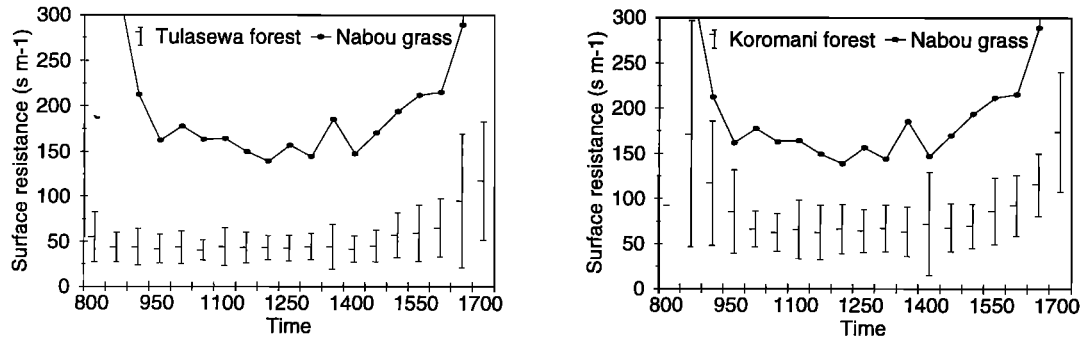 Surface resistance (s m-1)
300
250
200
150
100
50
0
Tulasewa forest Nabou grass
800 950 1100 1250 1400 1550 1700
Time
Surface resistance (s m-1)
300
250
200
150
100
50
0
Koromani forest Nabou grass
800 950 1100 1250 1400 1550 1700
Time